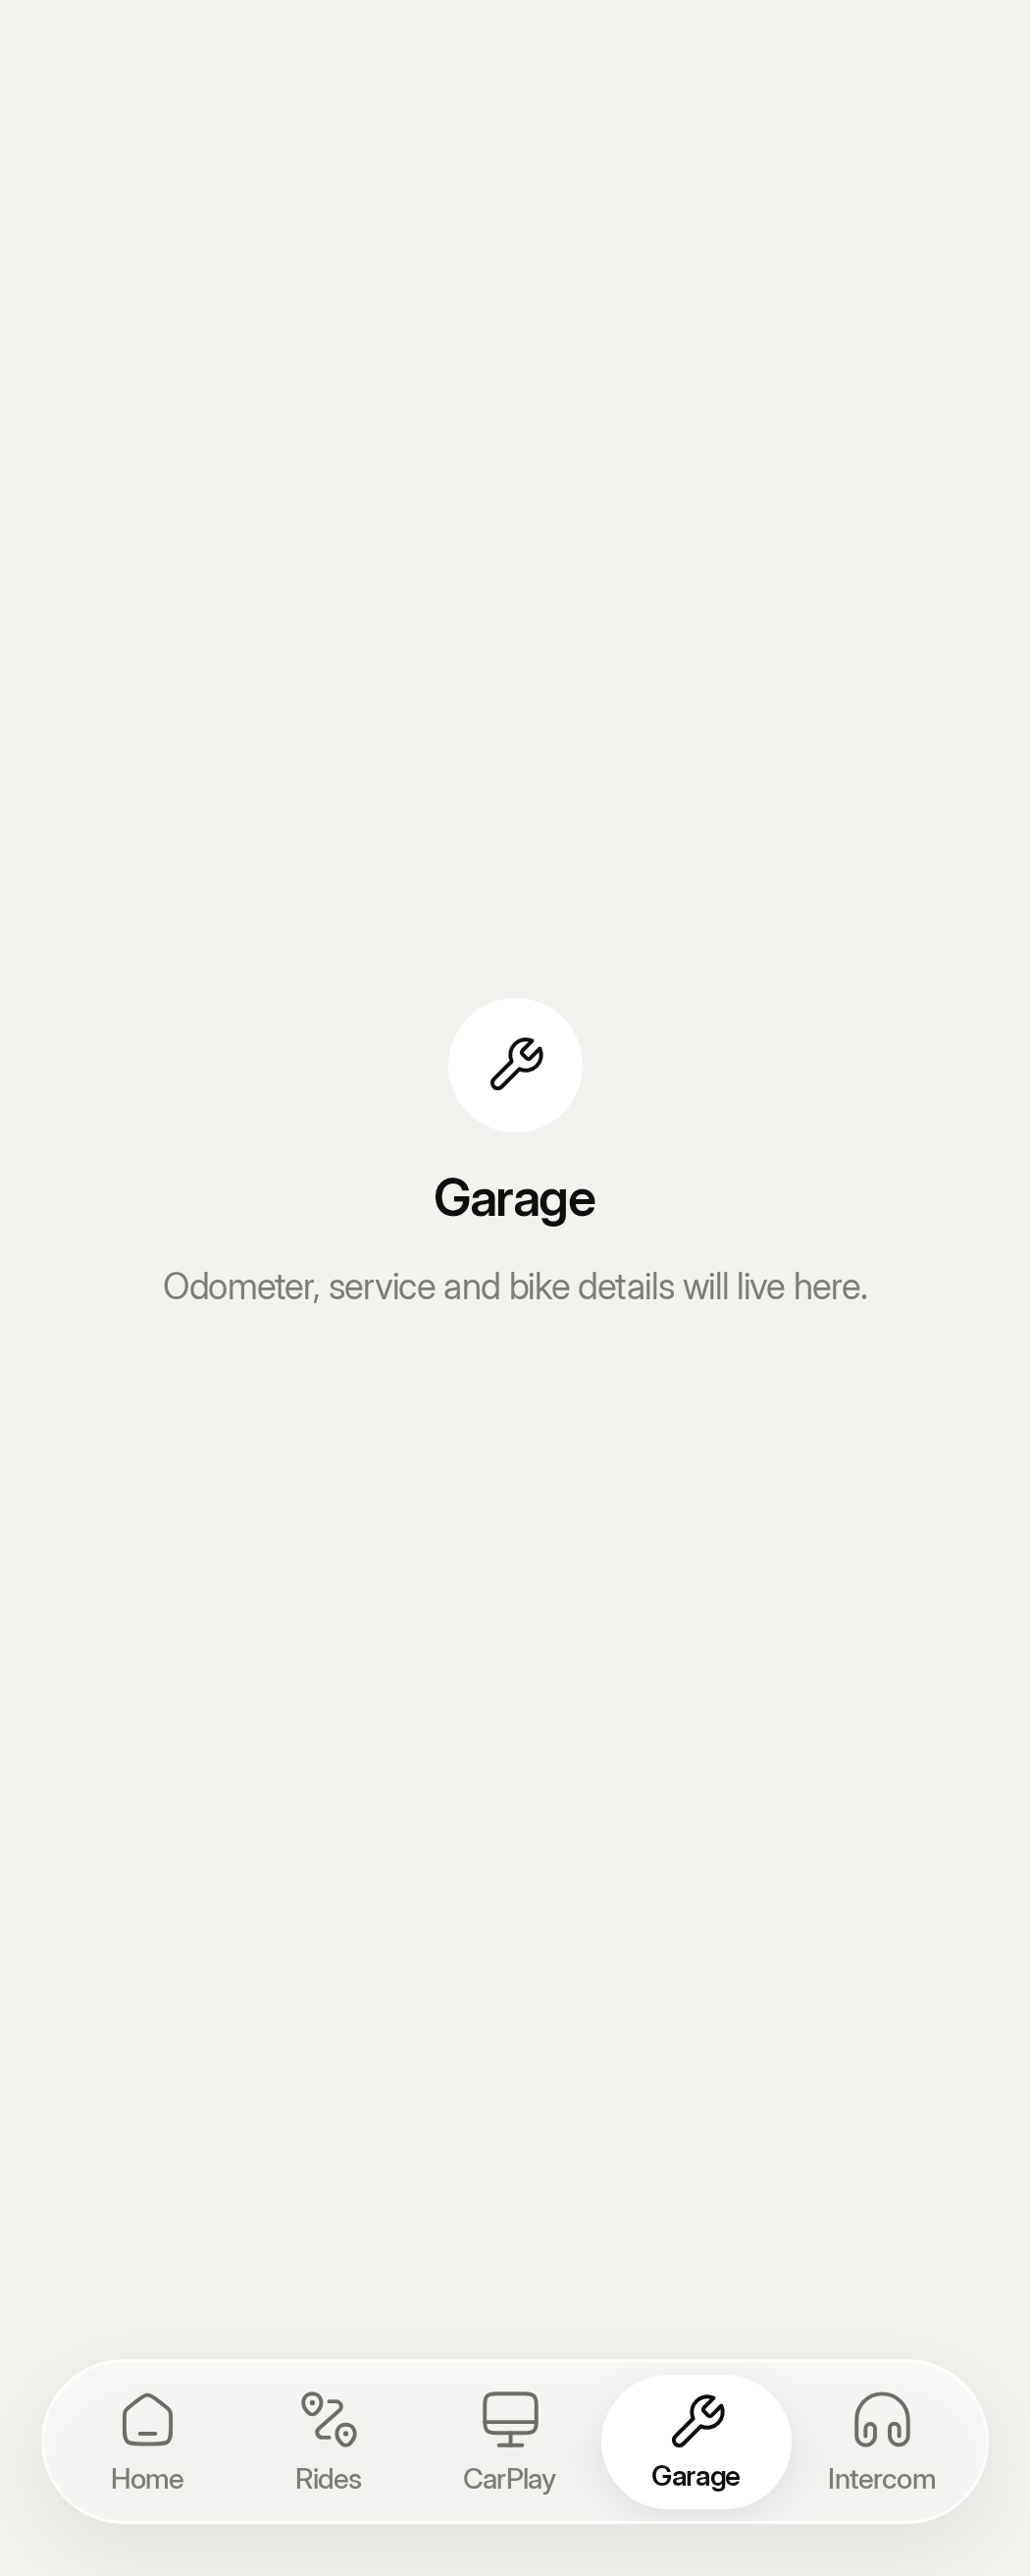 Garage
Odometer, service and bike details will live here.
Home
Rides
CarPlay
Garage
Intercom